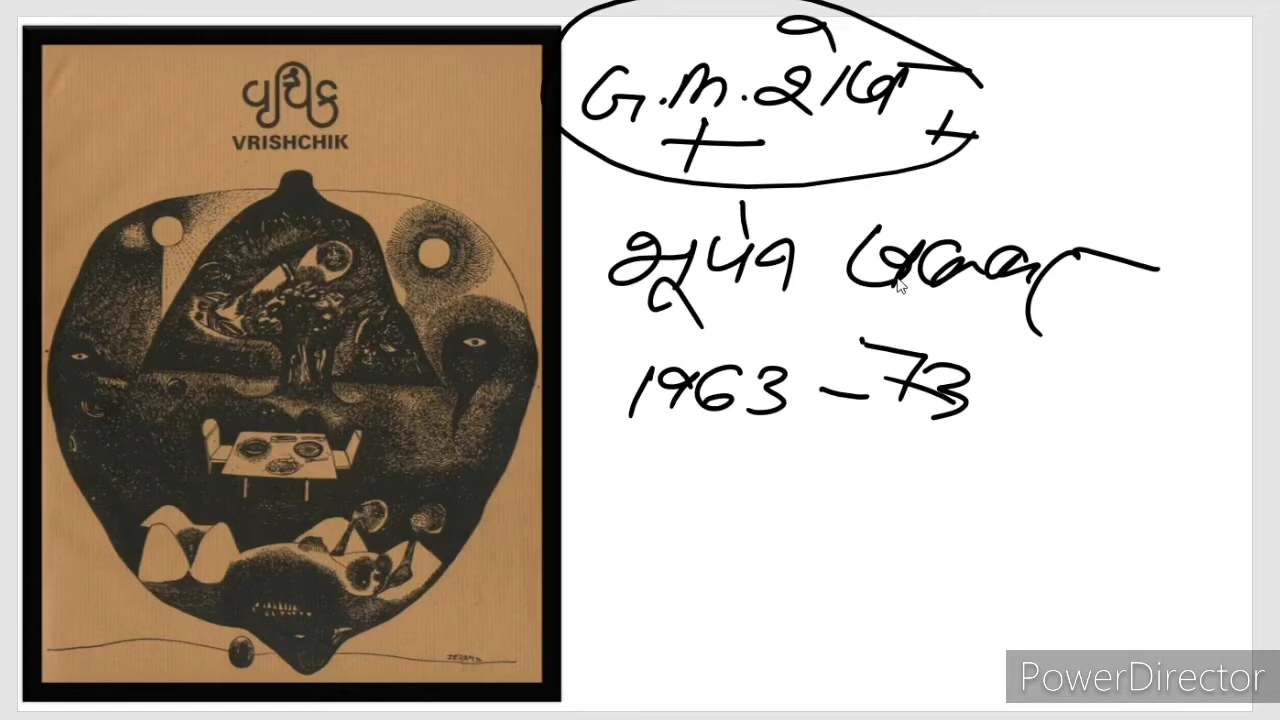 વૃશ્ચિક
VRISHCHIK
G.M. શેખ
ભૂપેન ખખ્ખર
1963 - 73
PowerDirector